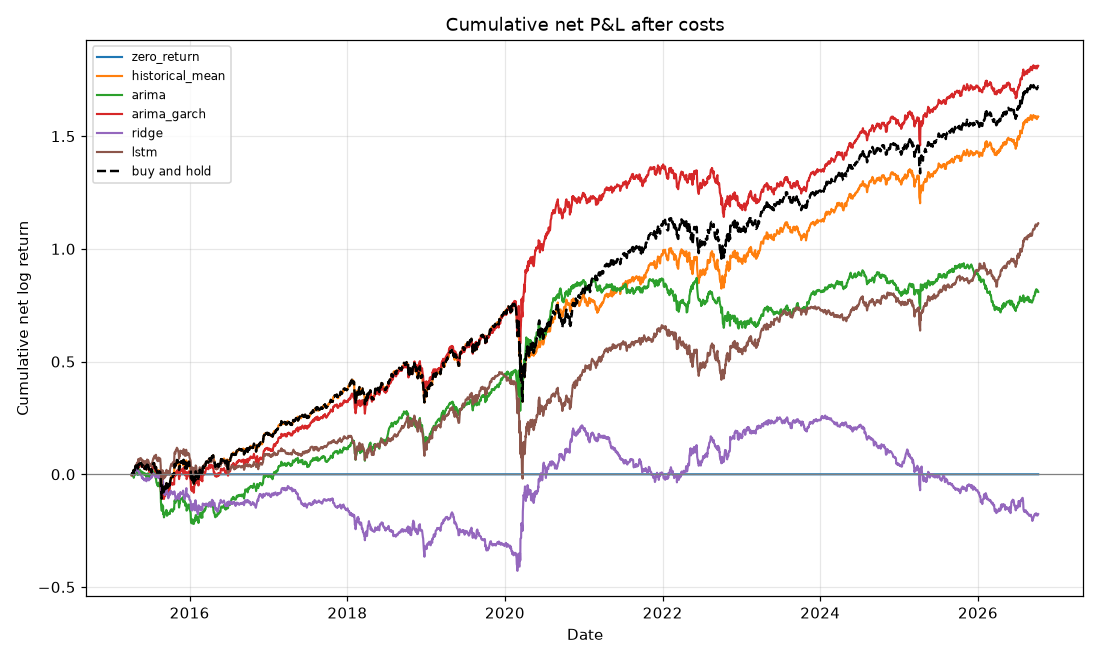 Cumulative net P&L after costs
zero_return
historical_mean
arima
arima_garch
ridge
lstm
buy and hold
Cumulative net log return
1.5
1.0
0.5
0.0
−0.5
2016
2018
2020
2022
2024
2026
Date